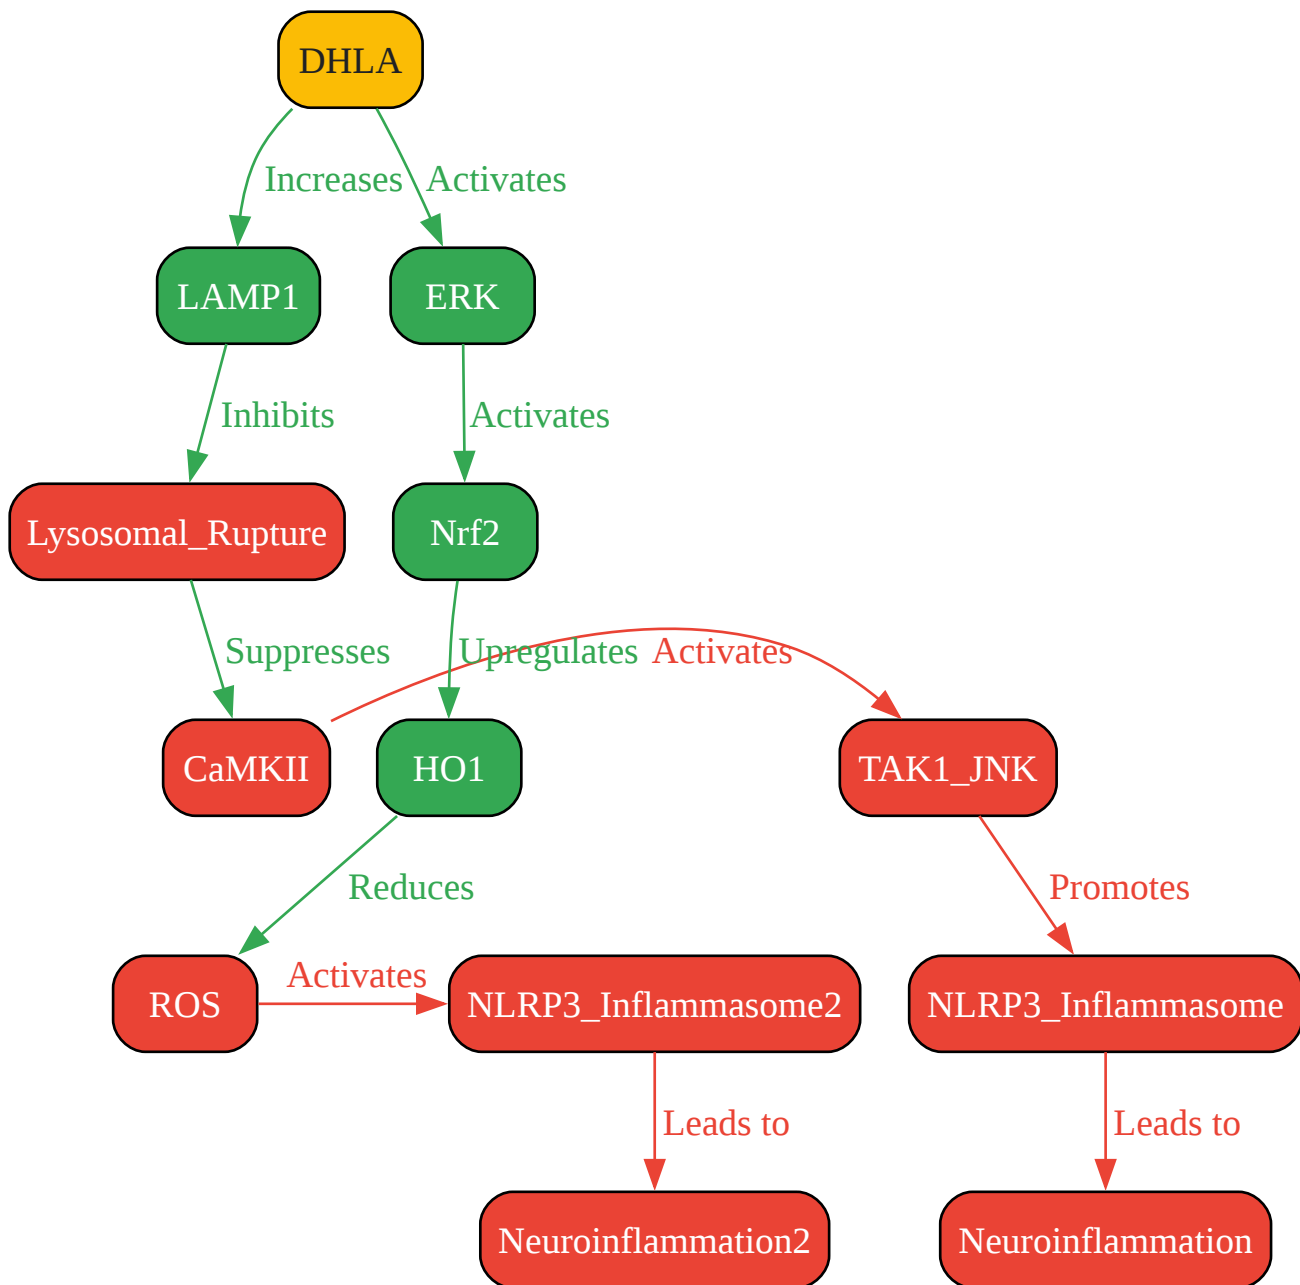 DHLA
Increases
Activates
LAMP1
ERK
Inhibits
Activates
Lysosomal_Rupture
Nrf2
Suppresses
Upregulates
Activates
CaMKII
HO1
TAK1_JNK
Reduces
Promotes
ROS
Activates
NLRP3_Inflammasome2
NLRP3_Inflammasome
Leads to
Leads to
Neuroinflammation2
Neuroinflammation